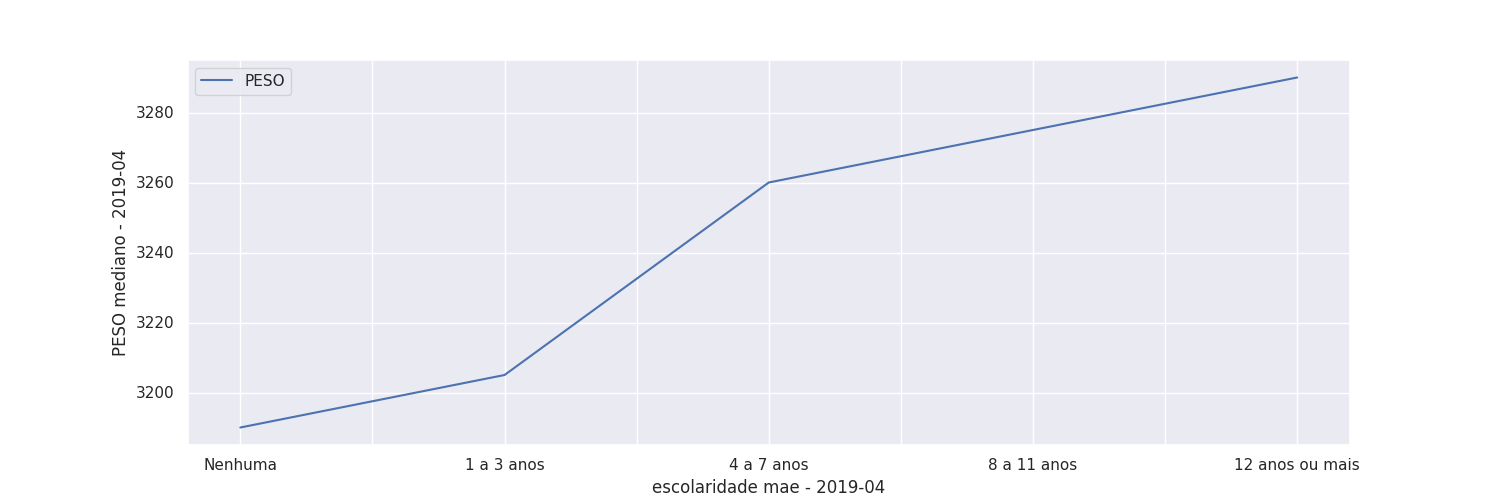 PESO
3280
3260
3240
3220
3200
PESO mediano - 2019-04
Nenhuma 1 a 3 anos 4 a 7 anos 8 a 11 anos 12 anos ou mais
escolaridade mae - 2019-04